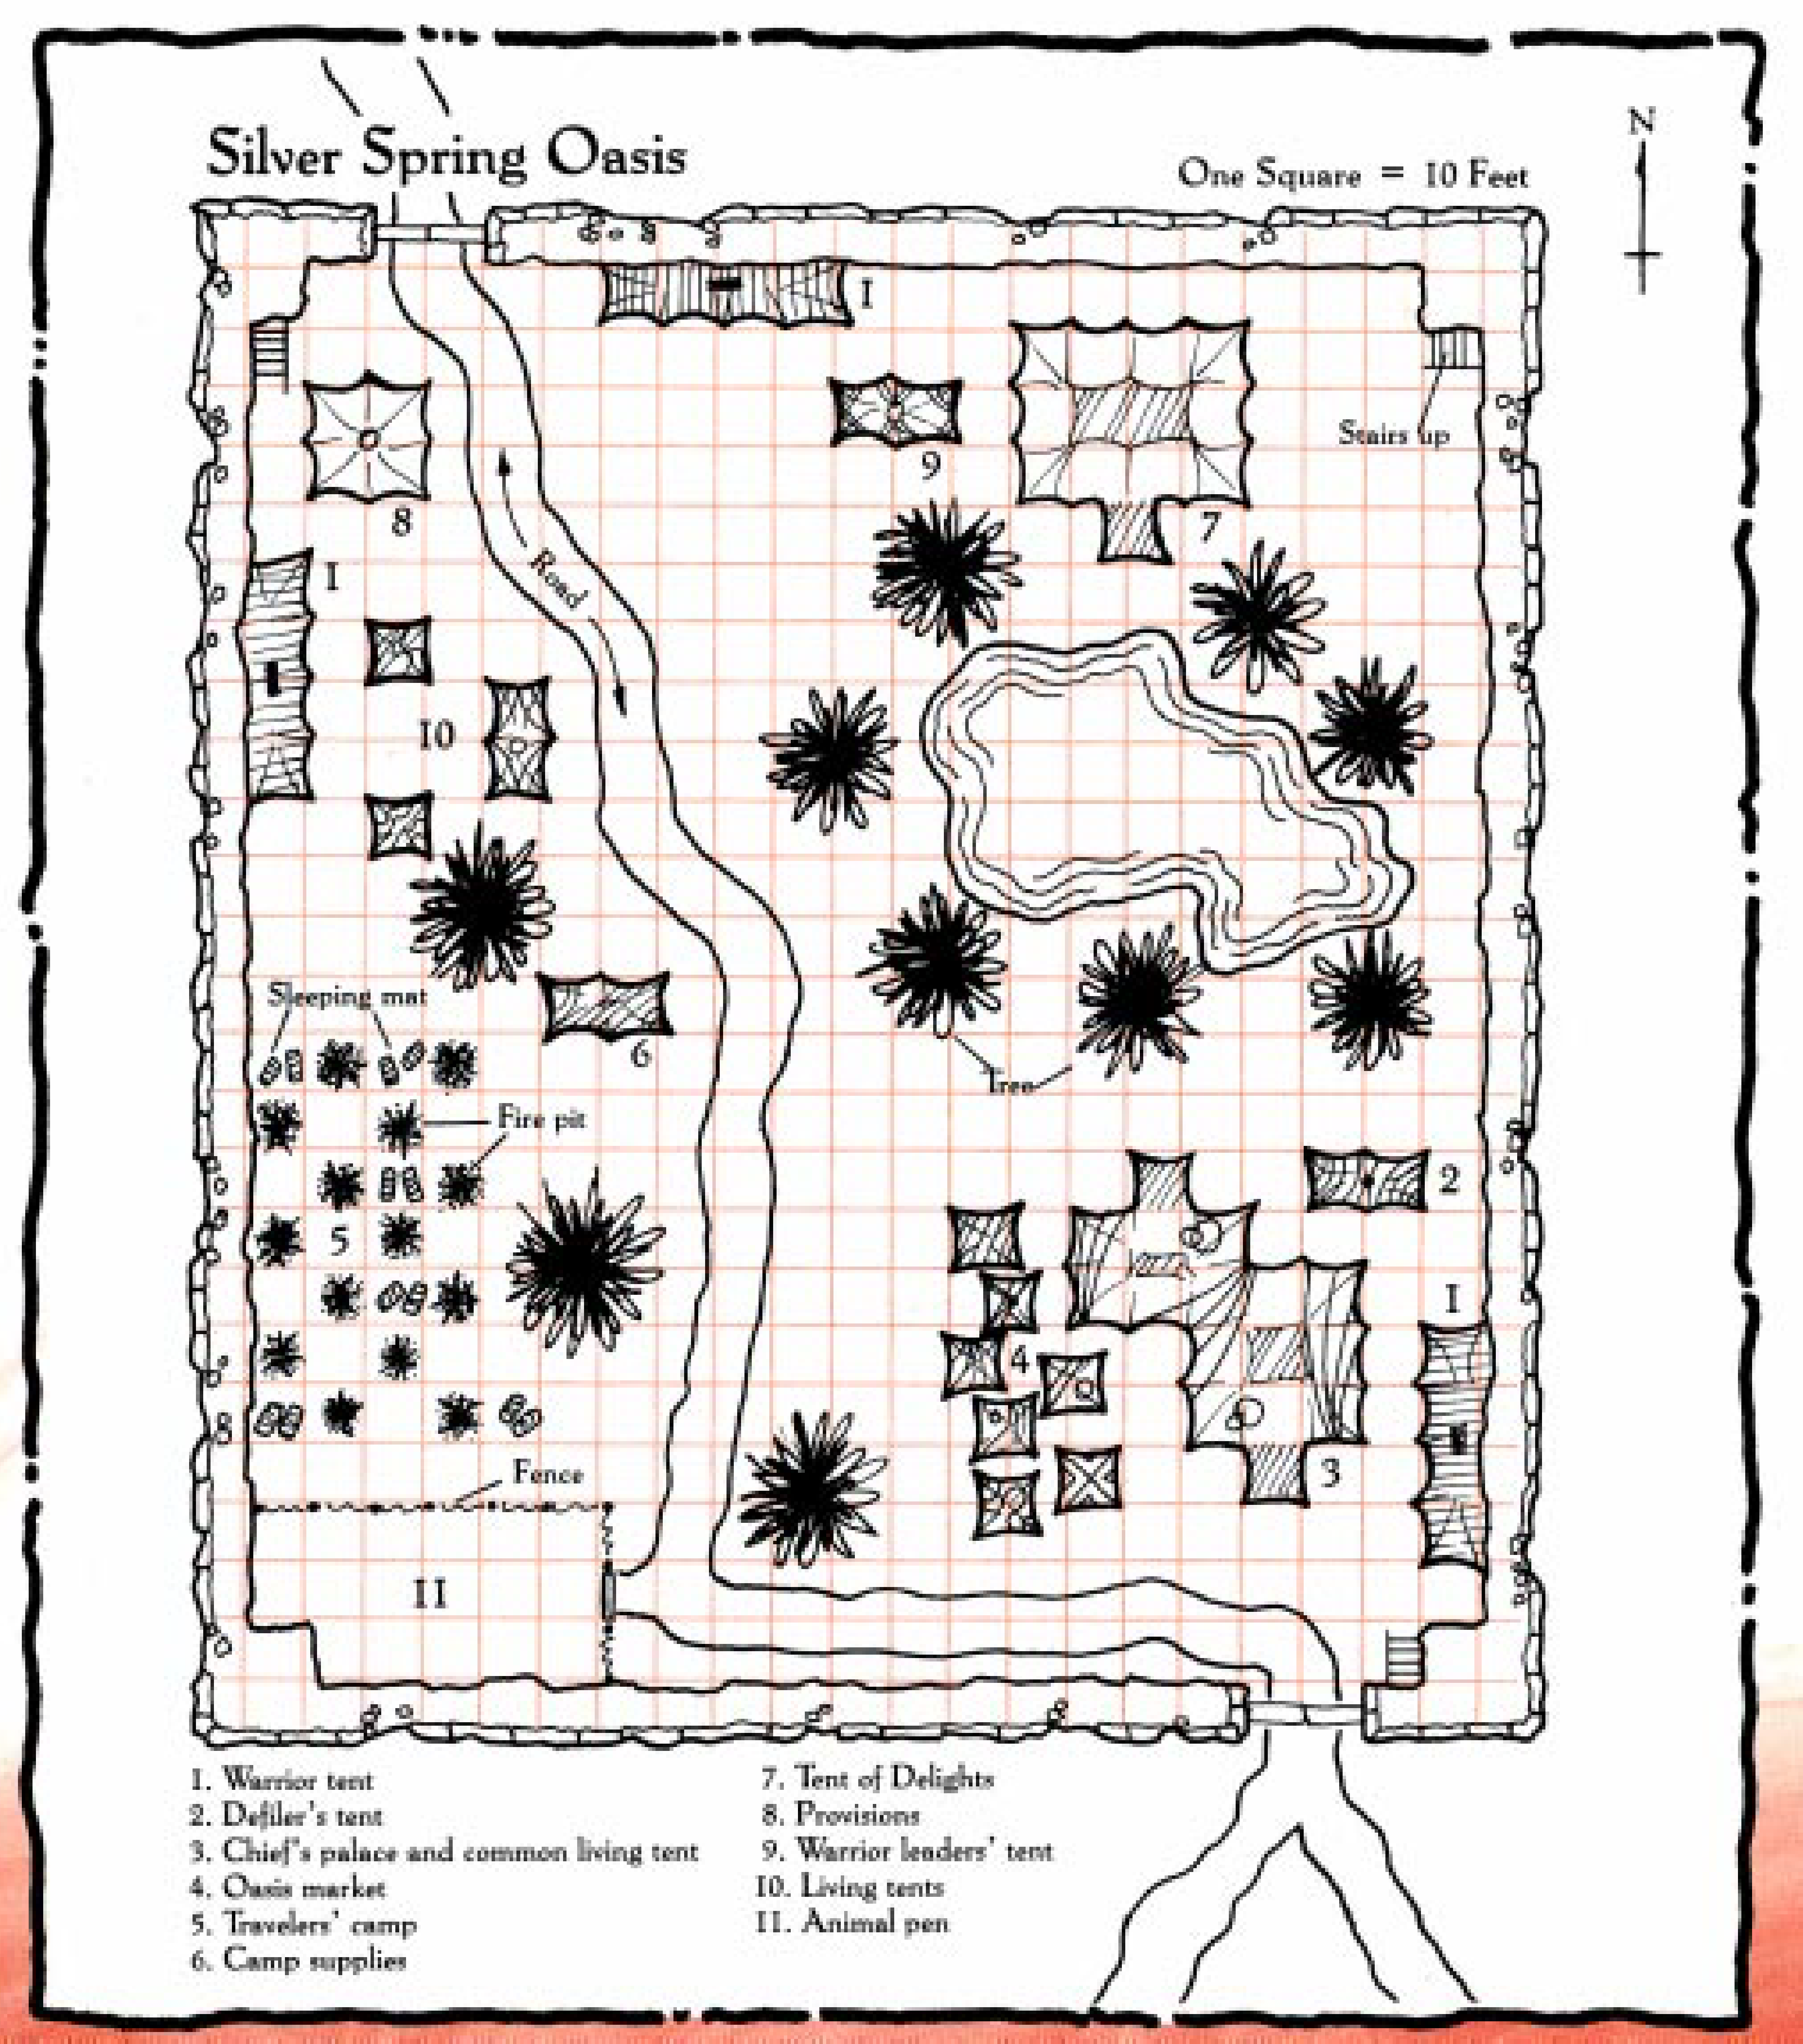 N
Silver Spring Oasis
One Square = 10 Feet
I
Stairs up
9
8
7
Road
I
10
Sleeping mat
6
Tree
Fire pit
2
5
I
4
Fence
3
II
1. Warrior tent
2. Defiler's tent
3. Chief's palace and common living tent
4. Oasis market
5. Travelers' camp
6. Camp supplies
7. Tent of Delights
8. Provisions
9. Warrior leaders' tent
10. Living tents
11. Animal pen